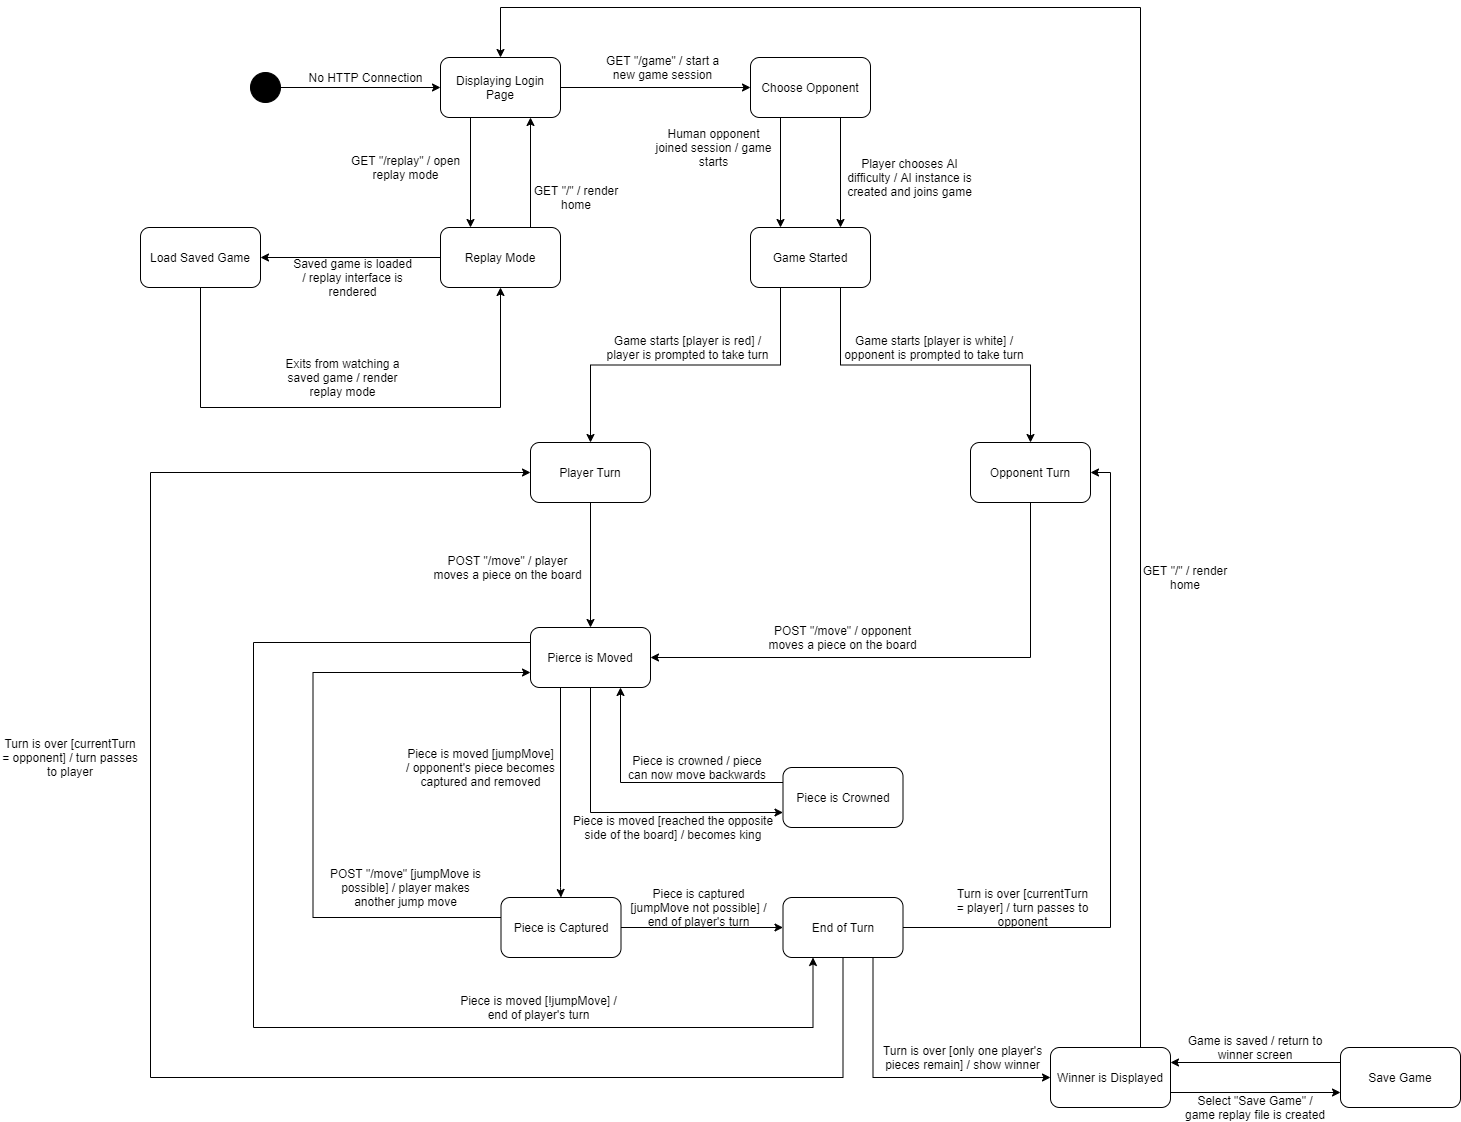 No HTTP Connection
Displaying Login
Page
GET "/game" / start a
new game session
Choose Opponent
GET "/replay" / open
replay mode
GET "/" / render
home
Human opponent
joined session / game
starts
Player chooses AI
difficulty / AI instance is
created and joins game
Load Saved Game
Saved game is loaded
/ replay interface is
rendered
Replay Mode
Game Started
Exits from watching a
saved game / render
replay mode
Game starts [player is red] /
player is prompted to take turn
Game starts [player is white] /
opponent is prompted to take turn
Player Turn
Opponent Turn
POST "/move" / player
moves a piece on the board
GET "/" / render
home
Pierce is Moved
POST "/move" / opponent
moves a piece on the board
Turn is over [currentTurn
= opponent] / turn passes
to player
Piece is moved [jumpMove]
/ opponent's piece becomes
captured and removed
Piece is crowned / piece
can now move backwards
Piece is Crowned
Piece is moved [reached the opposite
side of the board] / becomes king
POST "/move" [jumpMove is
possible] / player makes
another jump move
Piece is Captured
Piece is captured
[jumpMove not possible] /
end of player's turn
End of Turn
Turn is over [currentTurn
= player] / turn passes to
opponent
Piece is moved [!jumpMove] /
end of player's turn
Turn is over [only one player's
pieces remain] / show winner
Winner is Displayed
Game is saved / return to
winner screen
Save Game
Select "Save Game" /
game replay file is created